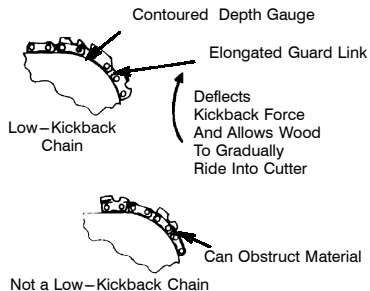 Contoured Depth Gauge
Elongated Guard Link
Deflects
Kickback Force
And Allows Wood
To Gradually
Ride Into Cutter
Low−Kickback
Chain
Can Obstruct Material
Not a Low−Kickback Chain